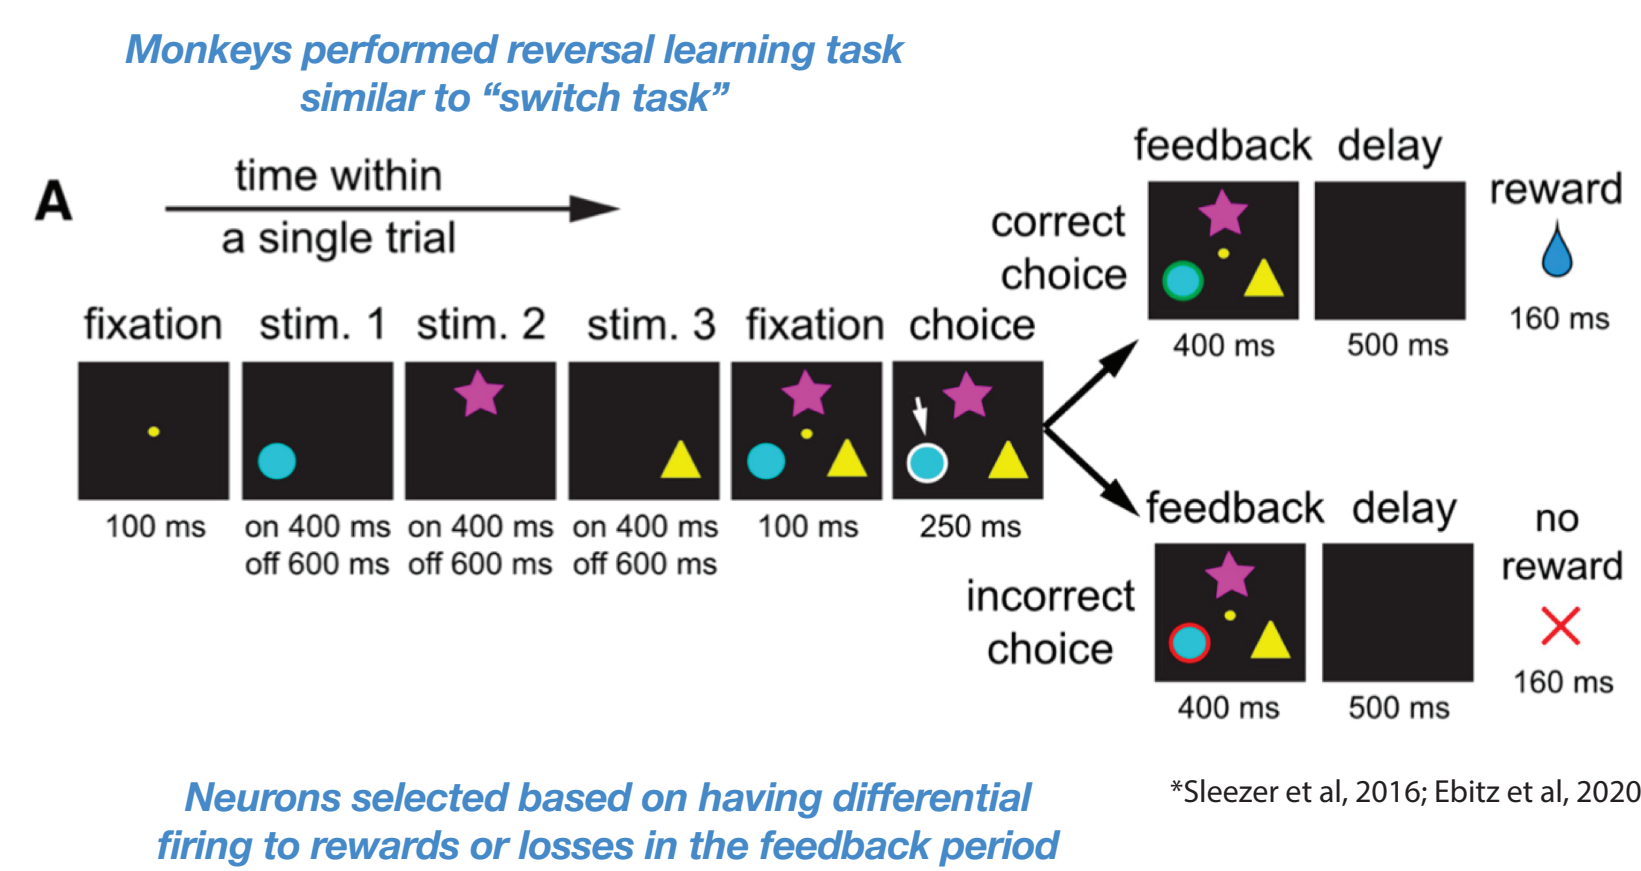 Monkeys performed reversal learning task
similar to “switch task”
A
time within
a single trial
fixation
stim. 1
stim. 2
stim. 3
fixation
choice
100 ms
on 400 ms
off 600 ms
on 400 ms
off 600 ms
on 400 ms
off 600 ms
100 ms
250 ms
correct
choice
feedback
delay
reward
400 ms
500 ms
160 ms
incorrect
choice
feedback
delay
no
reward
400 ms
500 ms
160 ms
Neurons selected based on having differential
firing to rewards or losses in the feedback period
*Sleezer et al, 2016; Ebitz et al, 2020